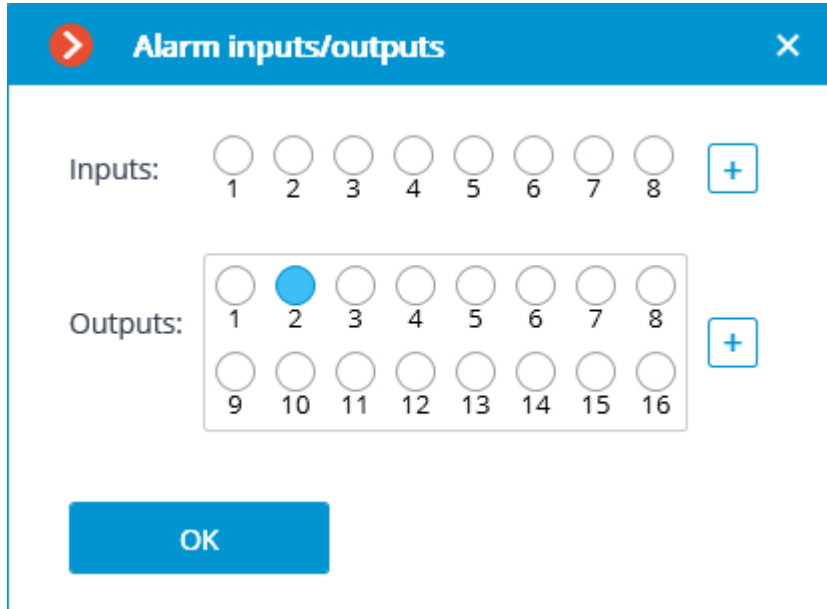 Alarm inputs/outputs
Inputs:
1 2 3 4 5 6 7 8
+
Outputs:
1 2 3 4 5 6 7 8
9 10 11 12 13 14 15 16
+
OK